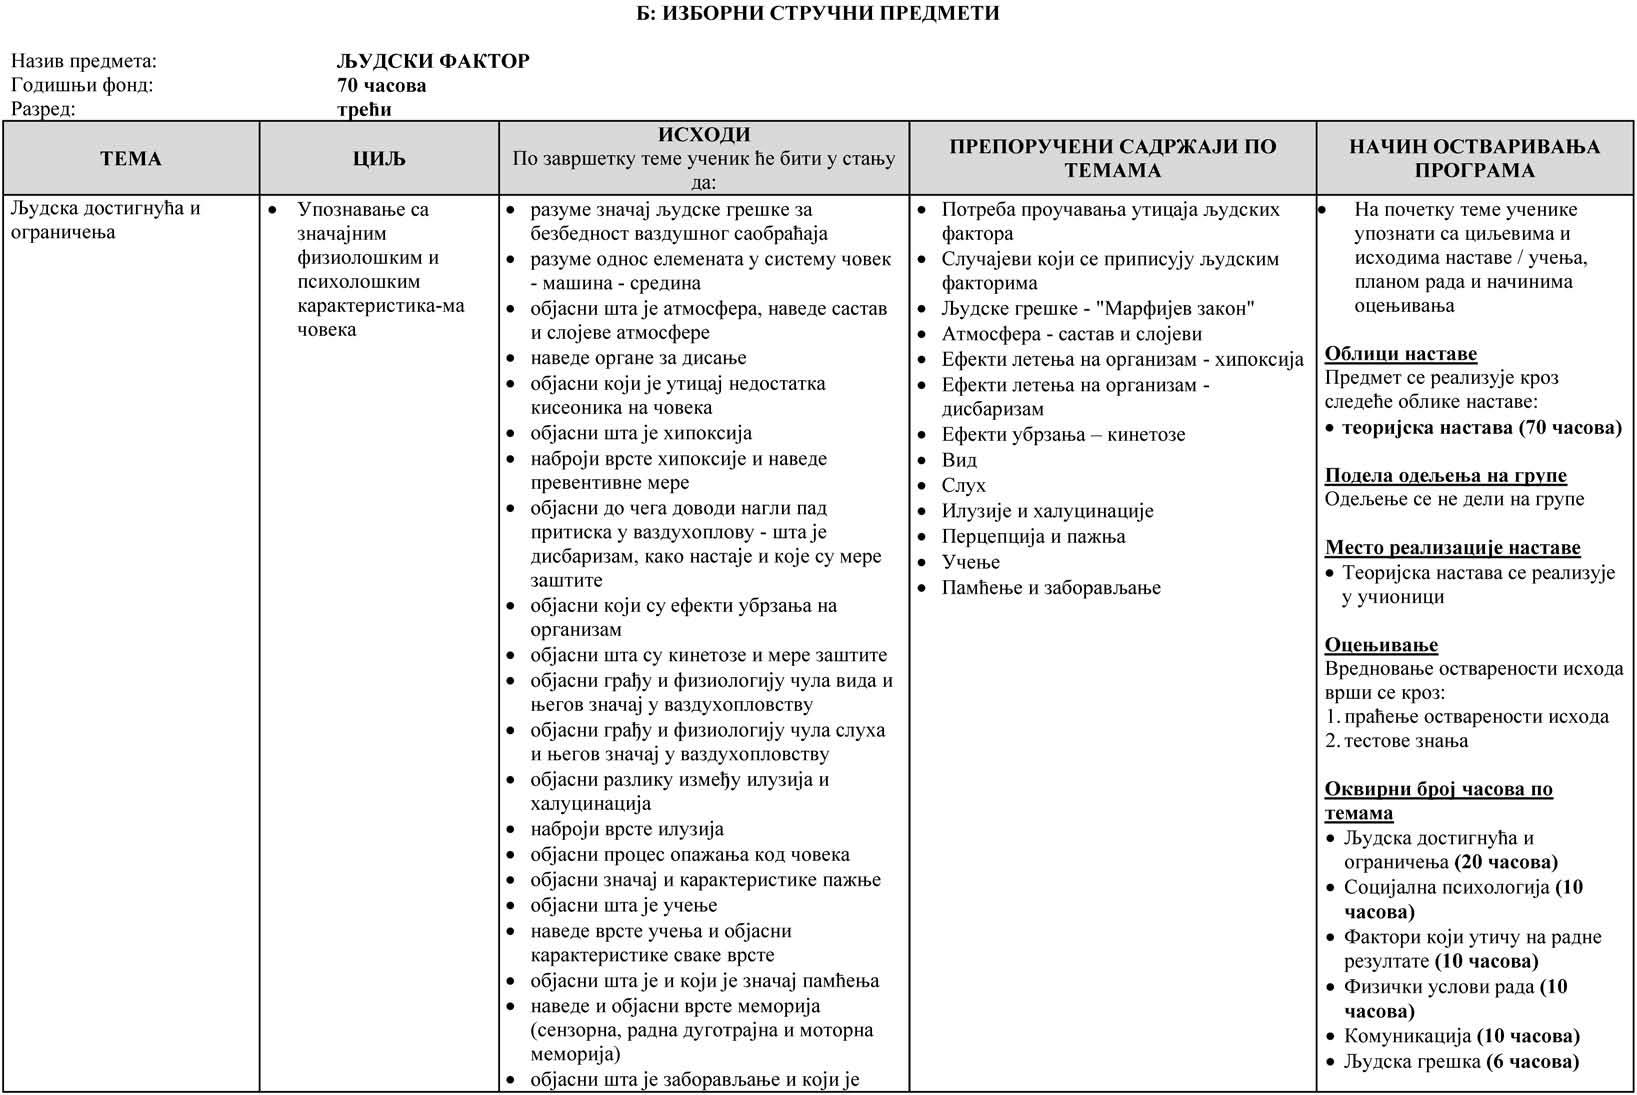 Б: ИЗБОРНИ СТРУЧНИ ПРЕДМЕТИ
Назив предмета: ЉУДСКИ ФАКТОР
Годишњи фонд: 70 часова
Разред: трећи
ТЕМА
ЦИЉ
ИСХОДИ
По завршетку теме ученик ће бити у стању
да:
ПРЕПОРУЧЕНИ САДРЖАЈИ ПО
ТЕМАМА
НАЧИН ОСТВАРИВАЊА
ПРОГРАМА
Људска достигнућа и
ограничења
• Упознавање са
значајним
физиолошким и
психолошким
карактеристика-ма
човека
• разуме значај људске грешке за
безбедност ваздушног саобраћаја
• разуме однос елемената у систему човек
- машина - средина
• објасни шта је атмосфера, наведе састав
и слојеве атмосфере
• наведе органе за дисање
• објасни који је утицај недостатка
кисеоника на човека
• објасни шта је хипоксија
• наброји врсте хипоксије и наведе
превентивне мере
• објасни до чега доводи нагли пад
притиска у ваздухоплову - шта је
дисбаризам, како настаје и које су мере
заштите
• објасни који су ефекти убрзања на
организам
• објасни шта су кинетозе и мере заштите
• објасни грађу и физиологију чула вида и
његов значај у ваздухопловству
• објасни грађу и физиологију чула слуха
и његов значај у ваздухопловству
• објасни разлику између илузија и
халуцинација
• наброји врсте илузија
• објасни процес опажања код човека
• објасни значај и карактеристике пажње
• објасни шта је учење
• наведе врсте учења и објасни
карактеристике сваке врсте
• објасни шта је и који је значај памћења
• наведе и објасни врсте меморија
(сензорна, радна дуготрајна и моторна
меморија)
• објасни шта је заборављање и који је
• Потреба проучавања утицаја људских
фактора
• Случајеви који се приписују људским
факторима
• Људске грешке - "Марфијев закон"
• Атмосфера - састав и слојеви
• Ефекти летења на организам - хипоксија
• Ефекти летења на организам -
дисбаризам
• Ефекти убрзања – кинетозе
• Вид
• Слух
• Илузије и халуцинације
• Перцепција и пажња
• Учење
• Памћење и заборављање
• На почетку теме ученике
упознати са циљевима и
исходима наставе / учења,
планом рада и начинима
оцењивања
Облици наставе
Предмет се реализује кроз
следеће облике наставе:
• теоријска настава (70 часова)
Подела одељења на групе
Одељење се не дели на групе
Место реализације наставе
• Теоријска настава се реализује
у учионици
Оцењивање
Вредновање остварености исхода
врши се кроз:
1. праћење остварености исхода
2. тестове знања
Оквирни број часова по
темама
• Људска достигнућа и
ограничења (20 часова)
• Социјална психологија (10
часова)
• Фактори који утичу на радне
резултате (10 часова)
• Физички услови рада (10
часова)
• Комуникација (10 часова)
• Људска грешка (6 часова)